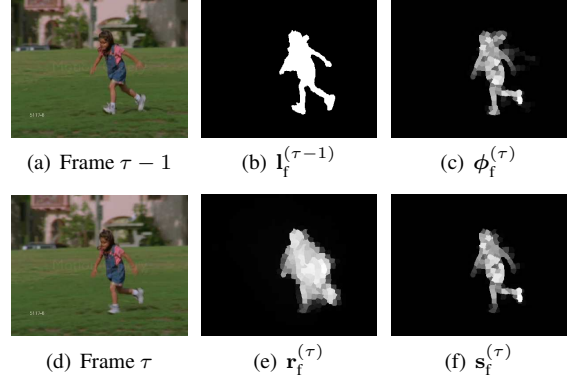 (a) Frame τ − 1
(b) l_f^(τ−1)
(c) ϕ_f^(τ)
(d) Frame τ
(e) r_f^(τ)
(f) s_f^(τ)